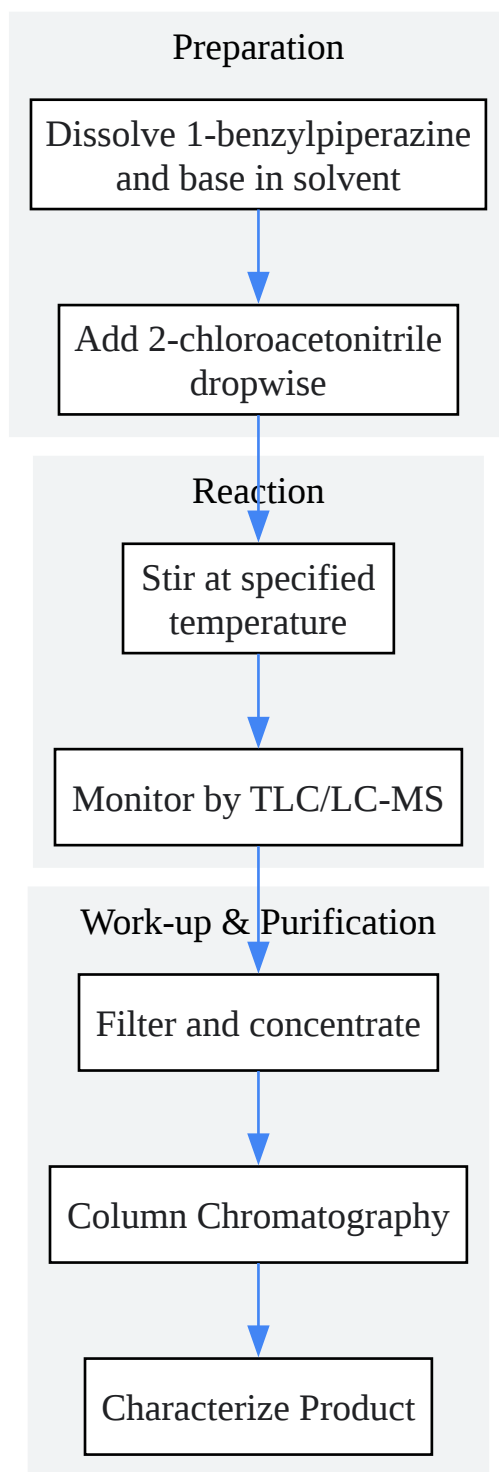 Preparation
Dissolve 1-benzylpiperazine
and base in solvent
Add 2-chloroacetonitrile
dropwise
Reaction
Stir at specified
temperature
Monitor by TLC/LC-MS
Work-up & Purification
Filter and concentrate
Column Chromatography
Characterize Product